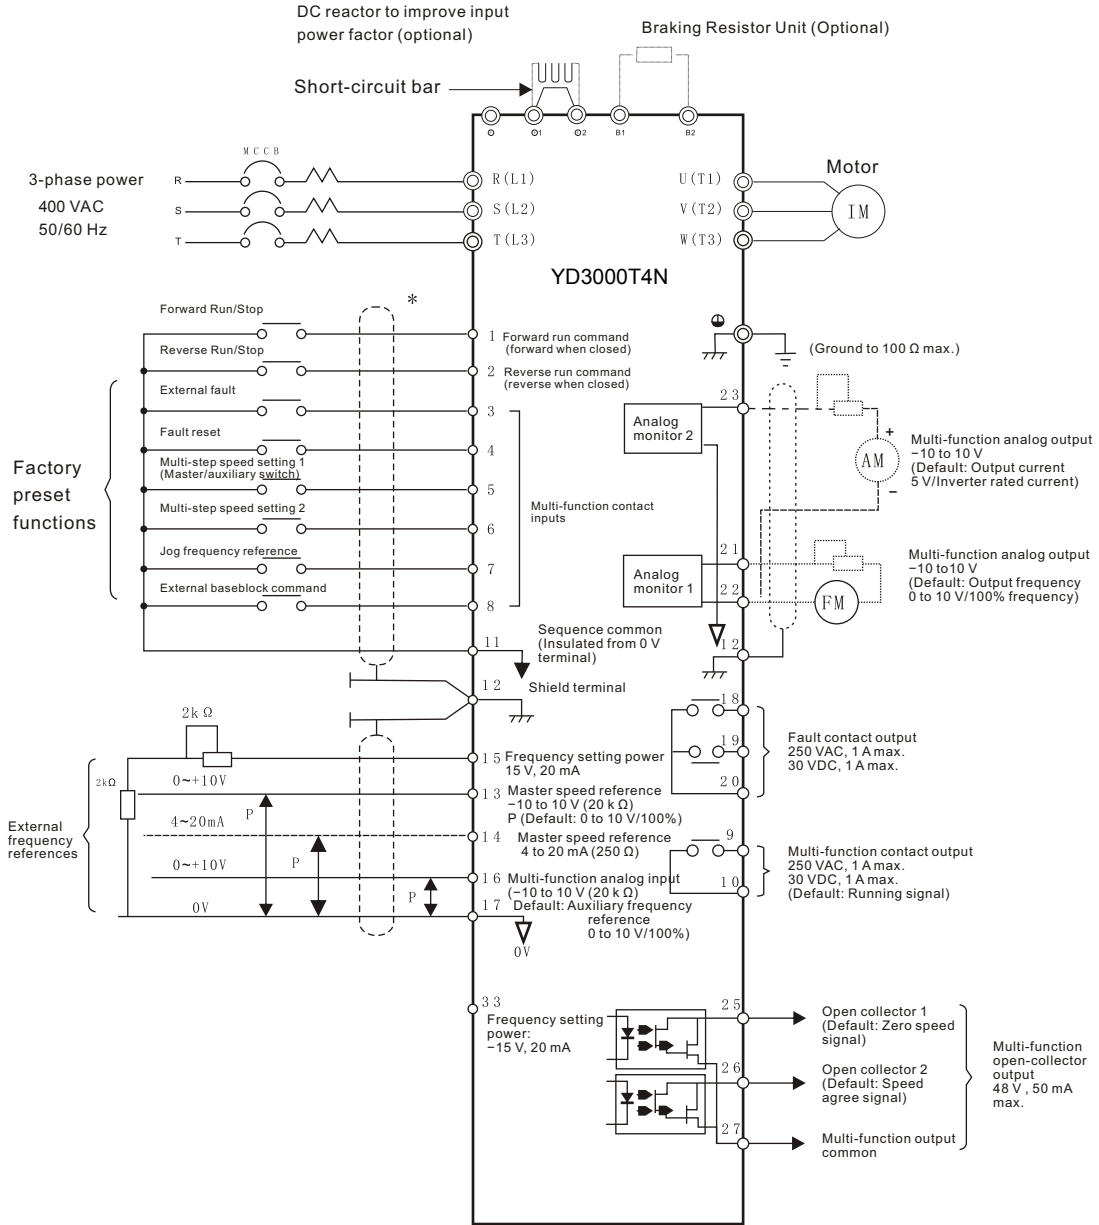 DC reactor to improve input
power factor (optional)
Braking Resistor Unit (Optional)
Short-circuit bar
1
2
B1
B2
MCCB
3-phase power
400 VAC
50/60 Hz
R
S
T
R(L1)
S(L2)
T(L3)
U(T1)
V(T2)
W(T3)
Motor
IM
YD3000T4N
*
Forward Run/Stop
1 Forward run command
(forward when closed)
Reverse Run/Stop
2 Reverse run command
(reverse when closed)
(Ground to 100 Ω max.)
Factory
preset
functions
External fault
3
Fault reset
4
Multi-step speed setting 1
(Master/auxiliary switch)
5
Multi-step speed setting 2
6
Jog frequency reference
7
External baseblock command
8
Multi-function contact
inputs
11
Sequence common
(Insulated from 0 V
terminal)
12
Shield terminal
Analog
monitor 2
23
+
AM
−
Multi-function analog output
−10 to 10 V
(Default: Output current
5 V/Inverter rated current)
Analog
monitor 1
21
22
FM
Multi-function analog output
−10 to10 V
(Default: Output frequency
0 to 10 V/100% frequency)
12
18
19
20
Fault contact output
250 VAC, 1 A max.
30 VDC, 1 A max.
9
10
Multi-function contact output
250 VAC, 1 A max.
30 VDC, 1 A max.
(Default: Running signal)
External
frequency
references
2k Ω
2kΩ
0~+10V
P
4~20mA
P
0~+10V
P
0V
15 Frequency setting power
15 V, 20 mA
13 Master speed reference
−10 to 10 V (20 k Ω)
P (Default: 0 to 10 V/100%)
14 Master speed reference
4 to 20 mA (250 Ω)
16 Multi-function analog input
(−10 to 10 V (20 k Ω)
17 Default: Auxiliary frequency
reference
0 to 10 V/100%)
0V
33
Frequency setting
power:
−15 V, 20 mA
25
26
27
Open collector 1
(Default: Zero speed
signal)
Open collector 2
(Default: Speed
agree signal)
Multi-function output
common
Multi-function
open-collector
output
48 V , 50 mA
max.